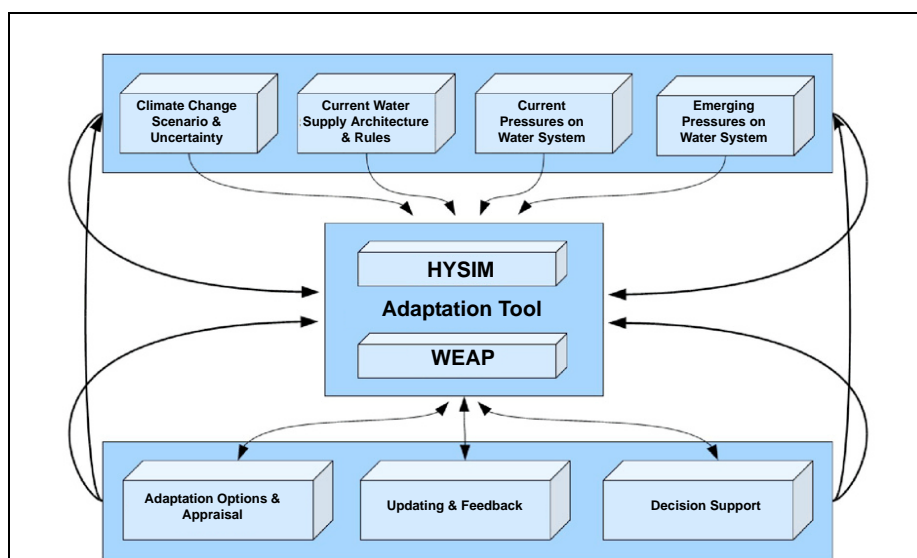 Climate Change
Scenario &
Uncertainty
Current Water
Supply Architecture
& Rules
Current
Pressures on
Water System
Emerging
Pressures on
Water System
HYSIM
Adaptation Tool
WEAP
Adaptation Options &
Appraisal
Updating & Feedback
Decision Support